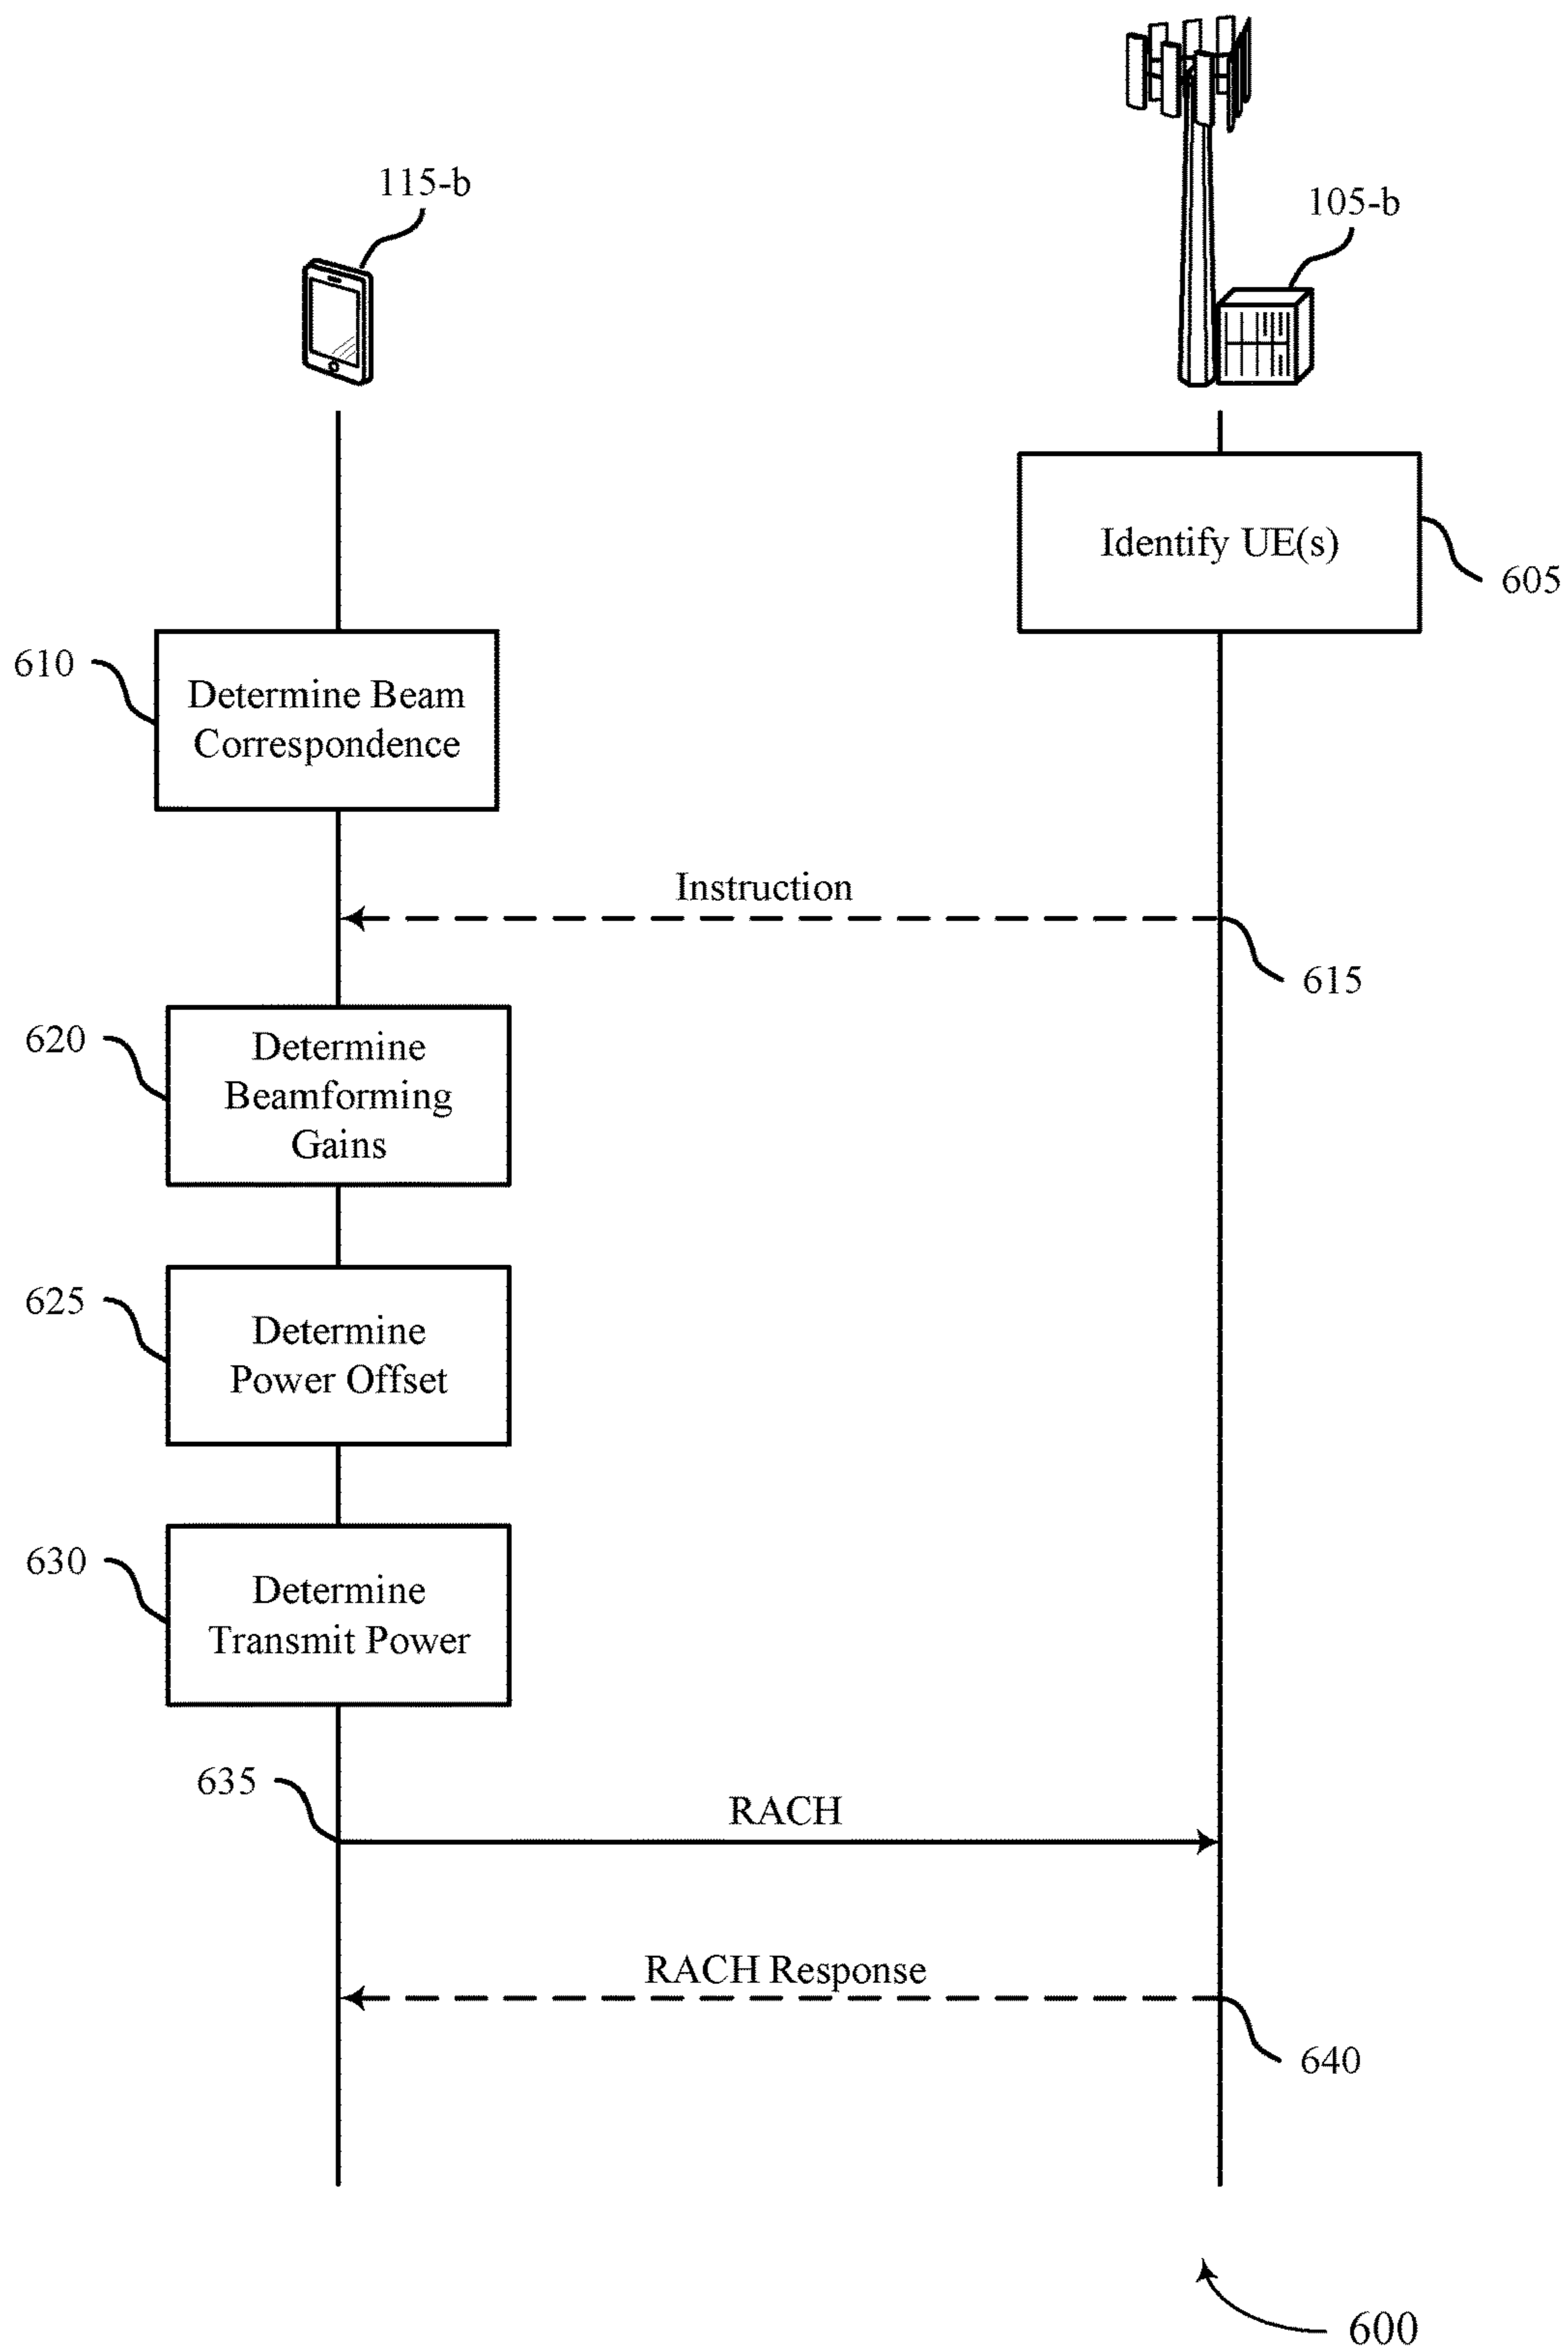 115-b
105-b
Identify UE(s)
605
610
Determine Beam
Correspondence
Instruction
615
620
Determine
Beamforming
Gains
625
Determine
Power Offset
630
Determine
Transmit Power
635
RACH
RACH Response
640
600